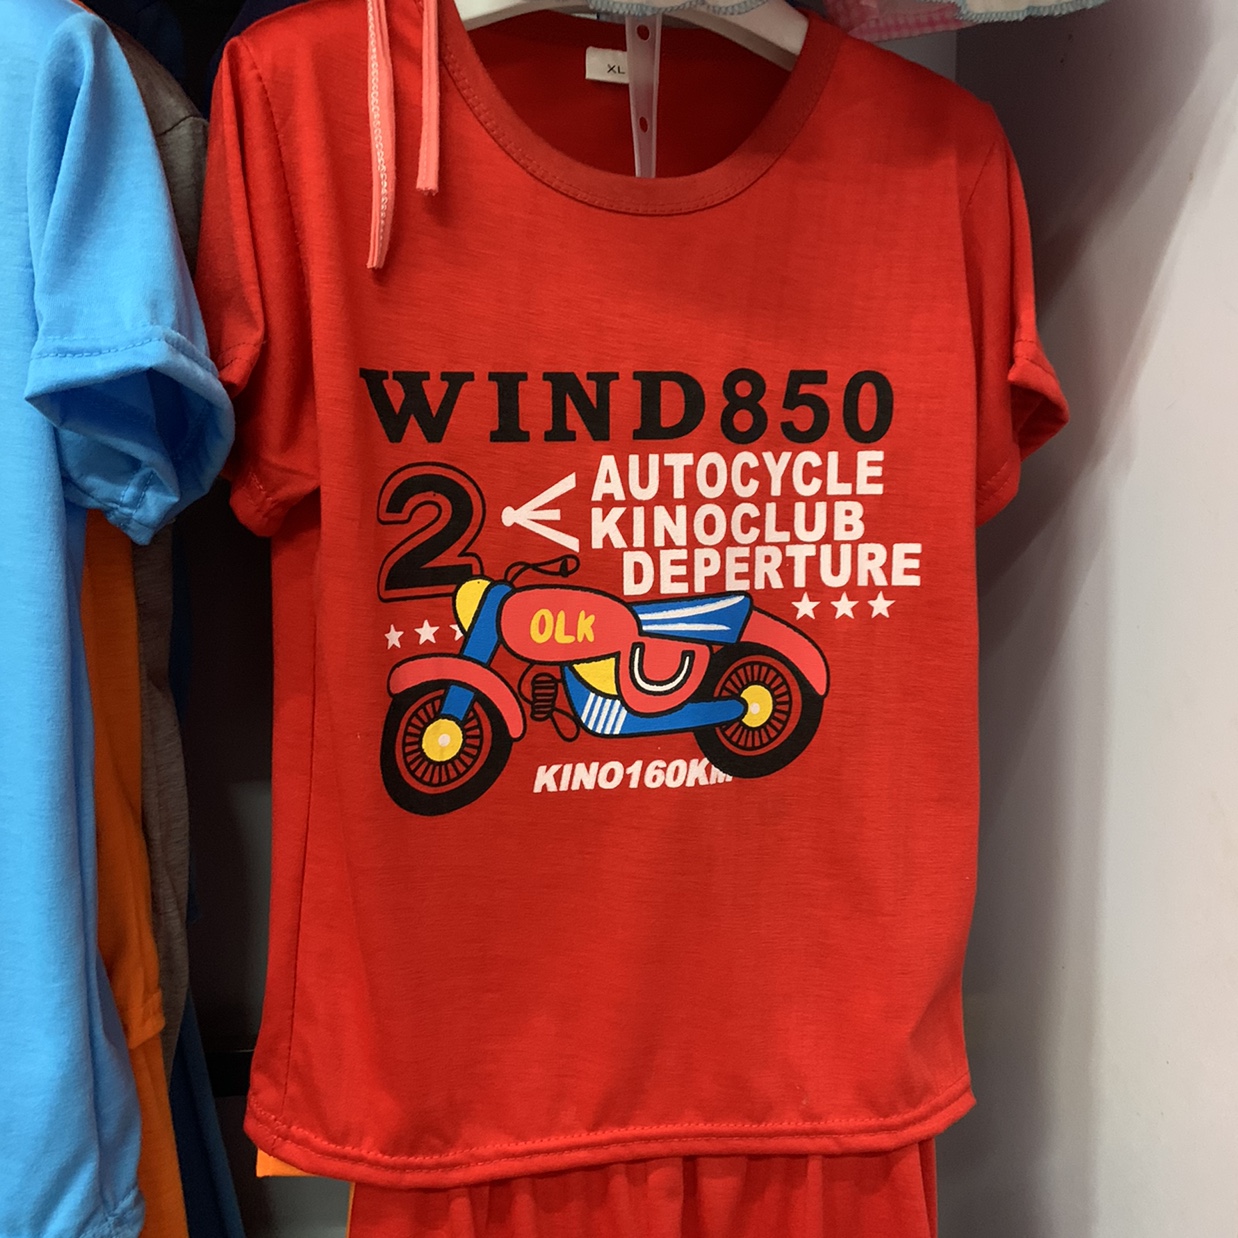 XL
WIND850
2
AUTOCYCLE
KINOCLUB
DEPERTURE
OLK
KINO160KM